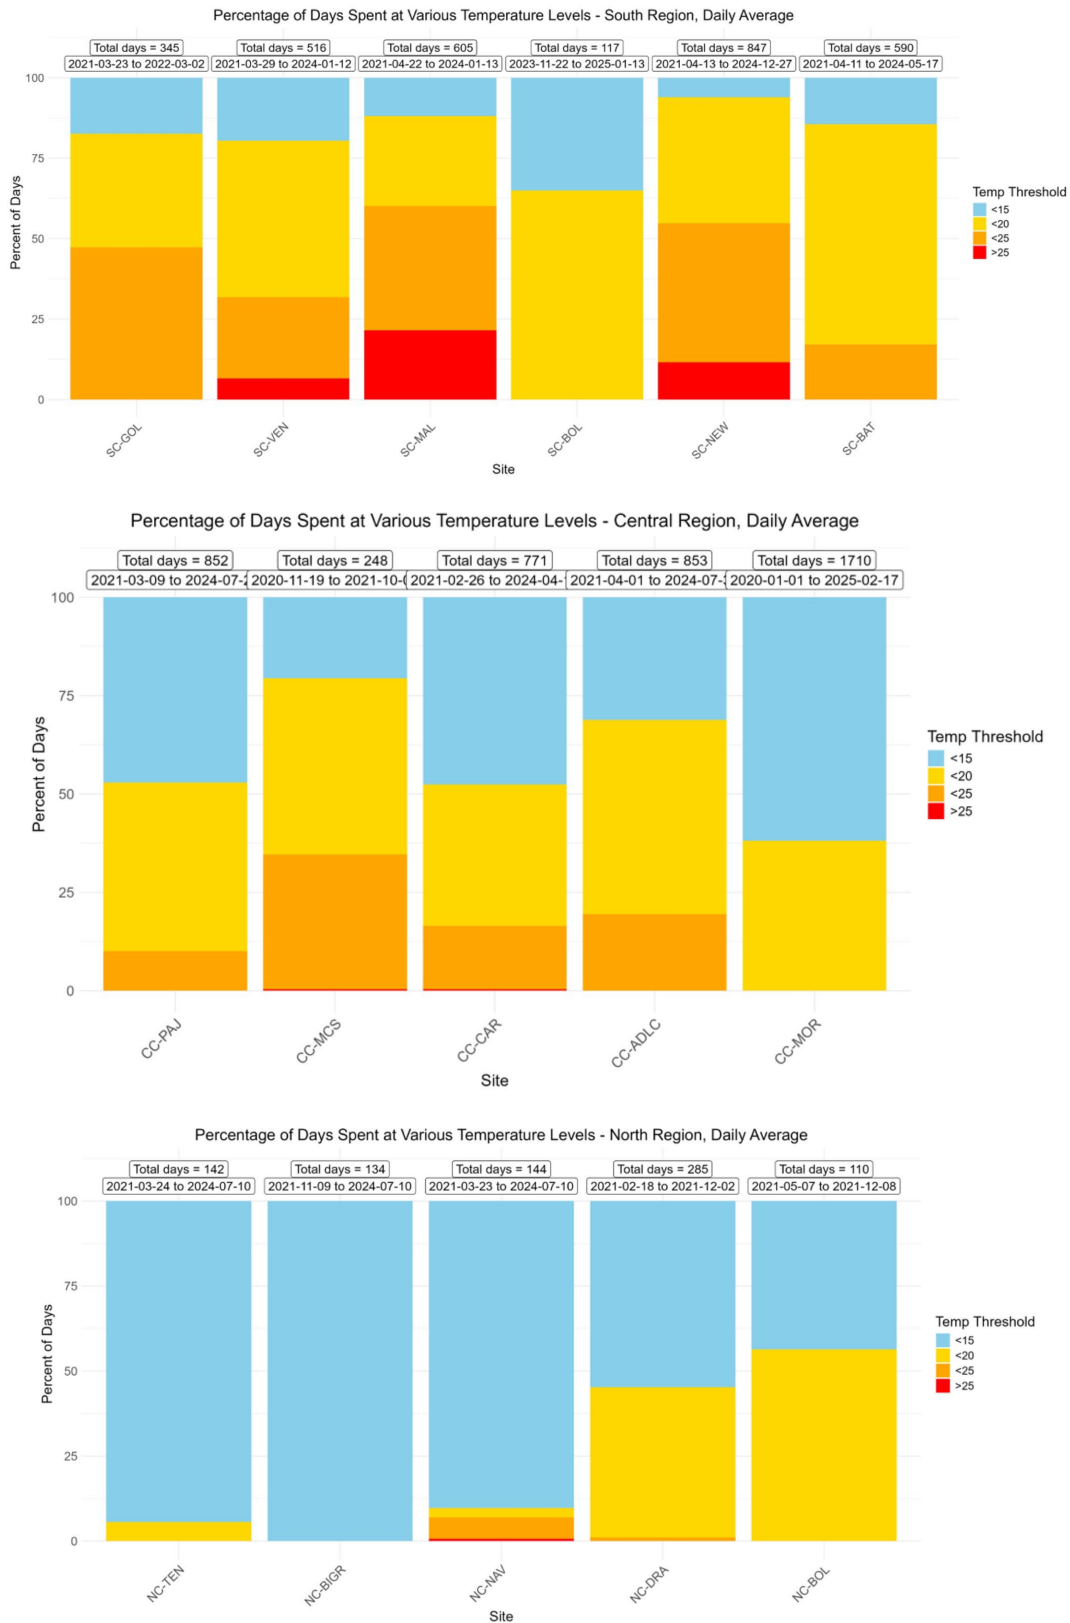 Percentage of Days Spent at Various Temperature Levels - South Region, Daily Average
Total days = 345 Total days = 516 Total days = 605 Total days = 117 Total days = 847 Total days = 590
2021-03-23 to 2022-03-02 2021-03-29 to 2024-01-12 2021-04-22 to 2024-01-13 2023-11-22 to 2025-01-13 2021-04-13 to 2024-12-27 2021-04-11 to 2024-05-17
100
75
50
25
0
Percent of Days
SC-GOL SC-VEN SC-MAL SC-BOL SC-NEW SC-BAT
Site
Temp Threshold
<15
<20
<25
>25
Percentage of Days Spent at Various Temperature Levels - Central Region, Daily Average
Total days = 852 Total days = 248 Total days = 771 Total days = 853 Total days = 1710
2021-03-09 to 2024-07- 2020-11-19 to 2021-10- 2021-02-26 to 2024-04- 2021-04-01 to 2024-07- 2020-01-01 to 2025-02-17
100
75
50
25
0
Percent of Days
CC-PAJ CC-MCS CC-CAR CC-ADLC CC-MOR
Site
Temp Threshold
<15
<20
<25
>25
Percentage of Days Spent at Various Temperature Levels - North Region, Daily Average
Total days = 142 Total days = 134 Total days = 144 Total days = 285 Total days = 110
2021-03-24 to 2024-07-10 2021-11-09 to 2024-07-10 2021-03-23 to 2024-07-10 2021-02-18 to 2021-12-02 2021-05-07 to 2021-12-08
100
75
50
25
0
Percent of Days
NC-TEN NC-BIGR NC-NAV NC-DRA NC-BOL
Site
Temp Threshold
<15
<20
<25
>25